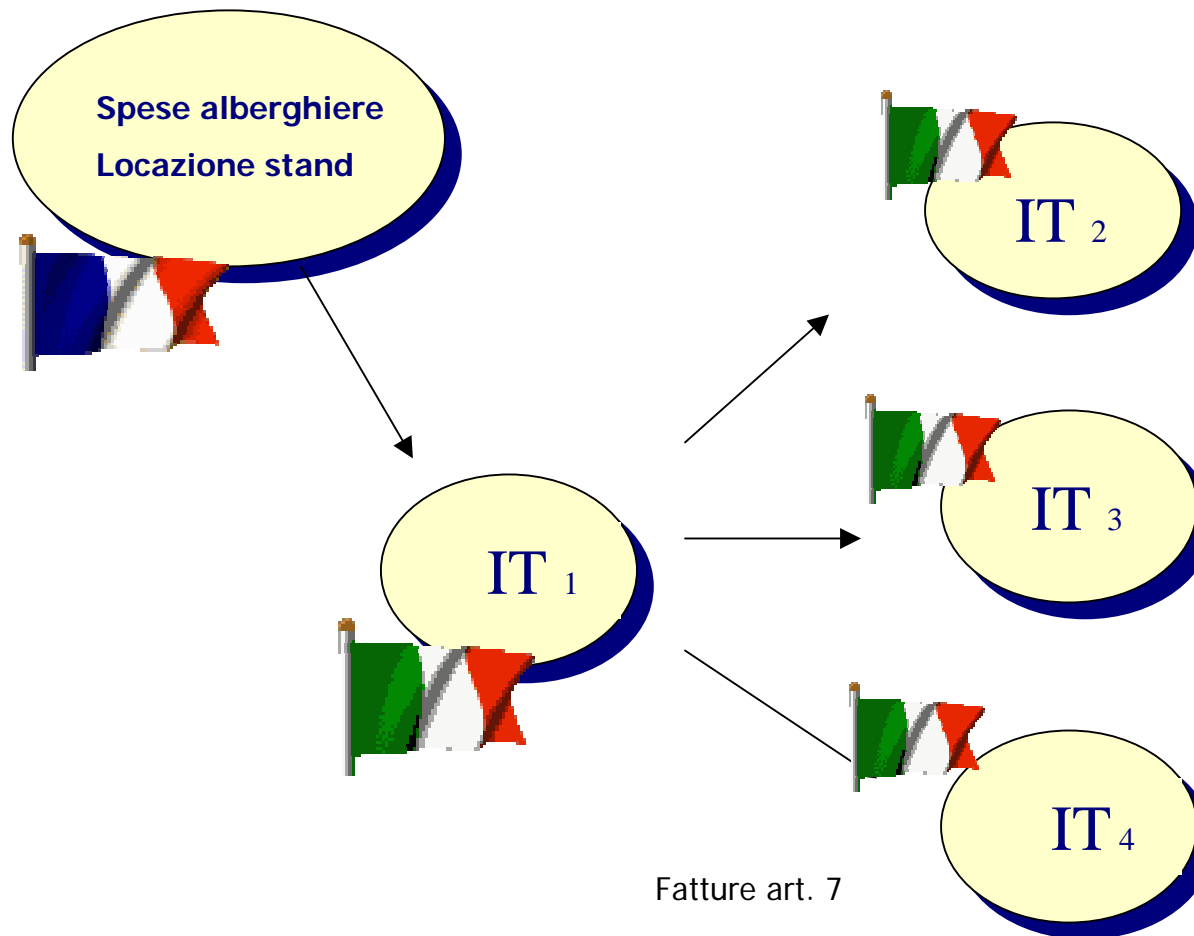 Spese alberghiere
Locazione stand
IT 2
IT 3
IT 1
IT 4
Fatture art. 7